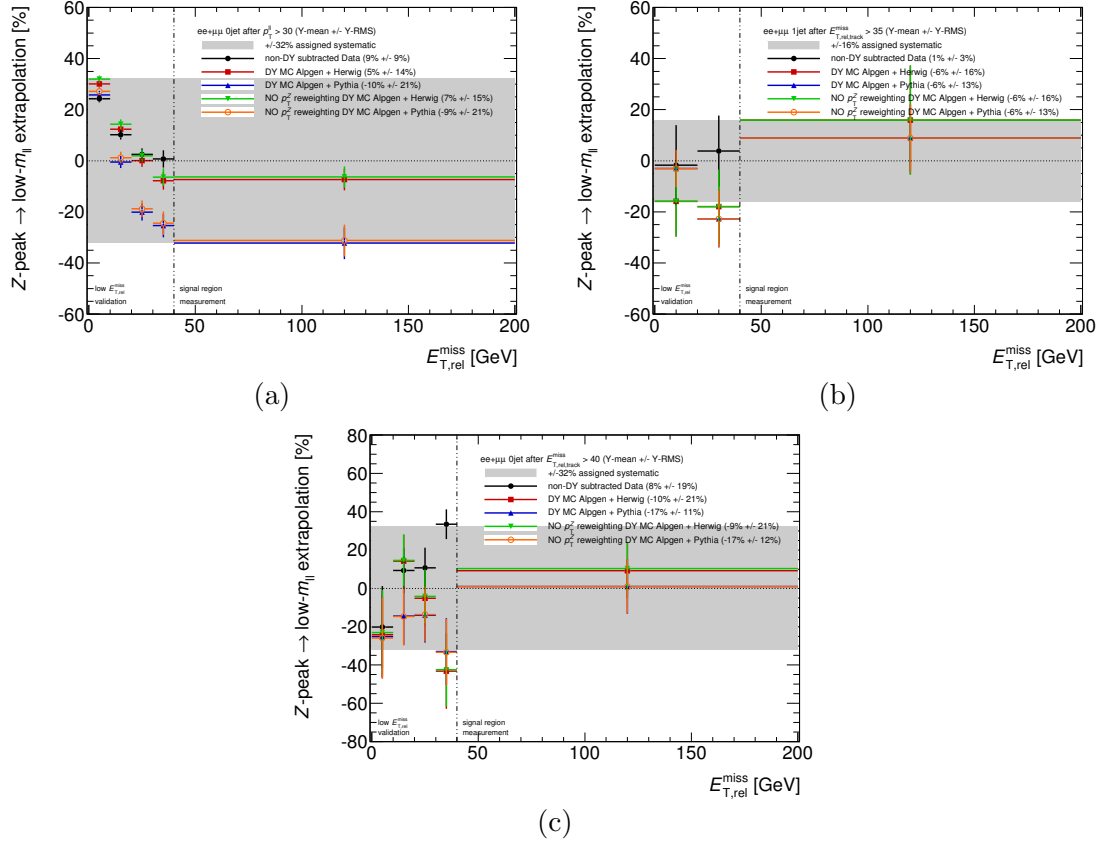 Z-peak → low-m_ll extrapolation [%]
60
40
20
0
-20
-40
-60
ee+μμ 0jet after p_T^ll > 30 (Y-mean +/- Y-RMS)
+/-32% assigned systematic
non-DY subtracted Data (9% +/- 9%)
DY MC Alpgen + Herwig (5% +/- 14%)
DY MC Alpgen + Pythia (-10% +/- 21%)
NO p_T^Z reweighting DY MC Alpgen + Herwig (7% +/- 15%)
NO p_T^Z reweighting DY MC Alpgen + Pythia (-9% +/- 21%)
low E_T,rel^miss validation
signal region measurement
0 50 100 150 200
E_T,rel^miss [GeV]
(a)
Z-peak → low-m_ll extrapolation [%]
60
40
20
0
-20
-40
-60
ee+μμ 1jet after E_T,rel,track^miss > 35 (Y-mean +/- Y-RMS)
+/-16% assigned systematic
non-DY subtracted Data (1% +/- 3%)
DY MC Alpgen + Herwig (-6% +/- 16%)
DY MC Alpgen + Pythia (-6% +/- 13%)
NO p_T^Z reweighting DY MC Alpgen + Herwig (-6% +/- 16%)
NO p_T^Z reweighting DY MC Alpgen + Pythia (-6% +/- 13%)
low E_T,rel^miss validation
signal region measurement
0 50 100 150 200
E_T,rel^miss [GeV]
(b)
Z-peak → low-m_ll extrapolation [%]
80
60
40
20
0
-20
-40
-60
-80
ee+μμ 0jet after E_T,rel,track^miss > 40 (Y-mean +/- Y-RMS)
+/-32% assigned systematic
non-DY subtracted Data (8% +/- 19%)
DY MC Alpgen + Herwig (-10% +/- 21%)
DY MC Alpgen + Pythia (-17% +/- 11%)
NO p_T^Z reweighting DY MC Alpgen + Herwig (-9% +/- 21%)
NO p_T^Z reweighting DY MC Alpgen + Pythia (-17% +/- 12%)
low E_T,rel^miss validation
signal region measurement
0 50 100 150 200
E_T,rel^miss [GeV]
(c)